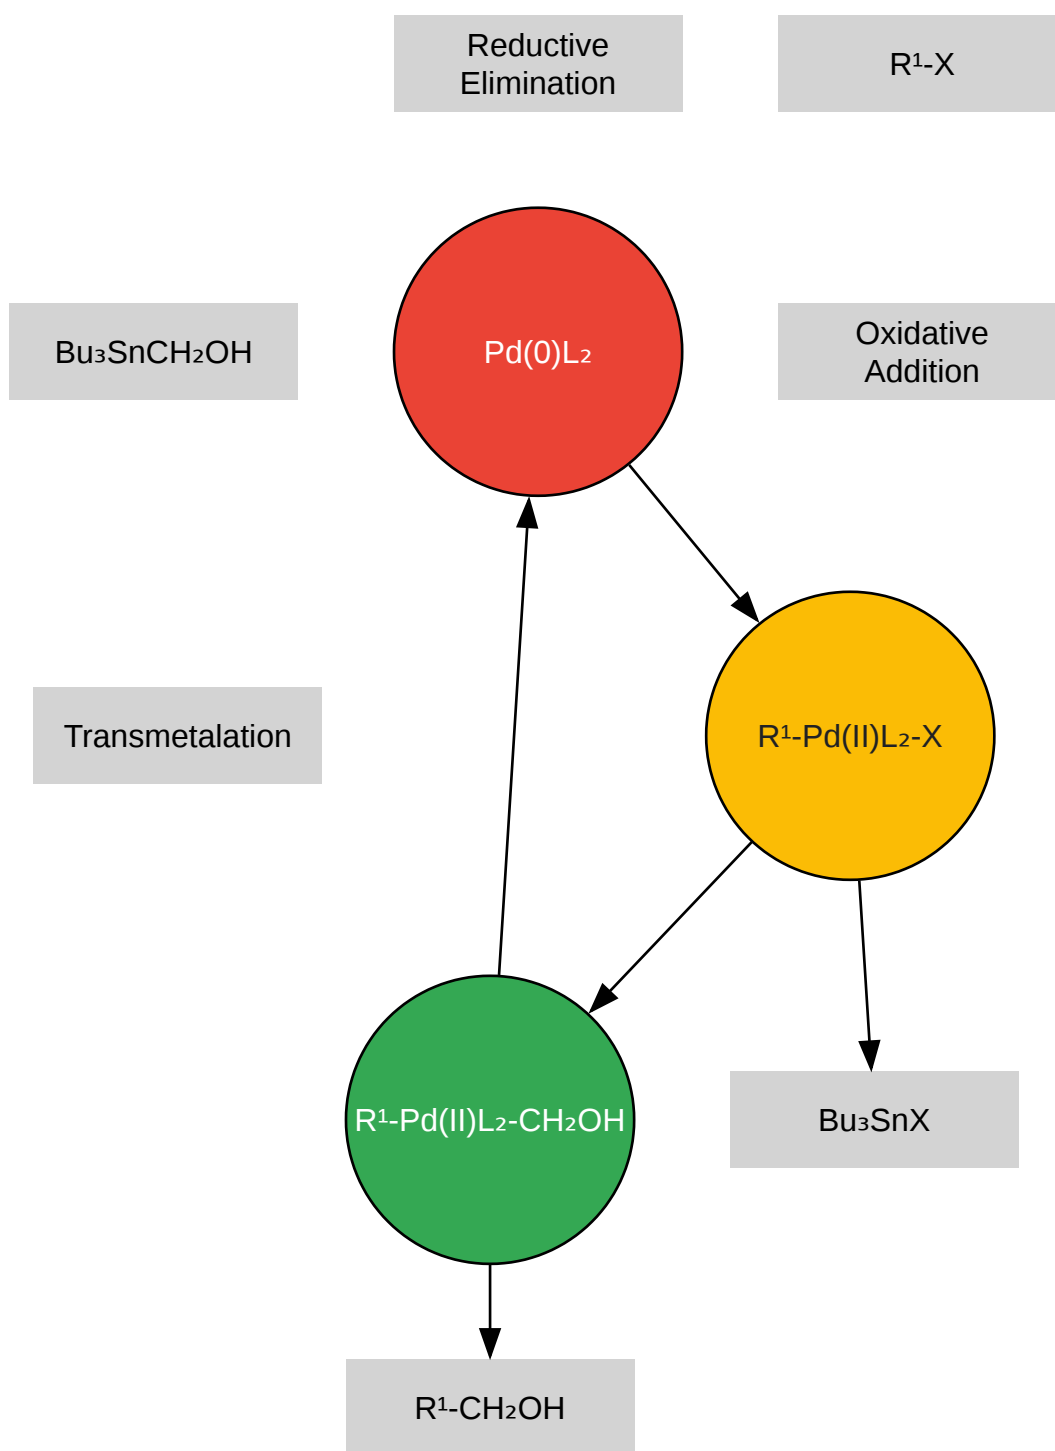 Reductive
Elimination
R¹-X
Bu₃SnCH₂OH
Pd(0)L₂
Oxidative
Addition
Transmetalation
R¹-Pd(II)L₂-X
R¹-Pd(II)L₂-CH₂OH
Bu₃SnX
R¹-CH₂OH